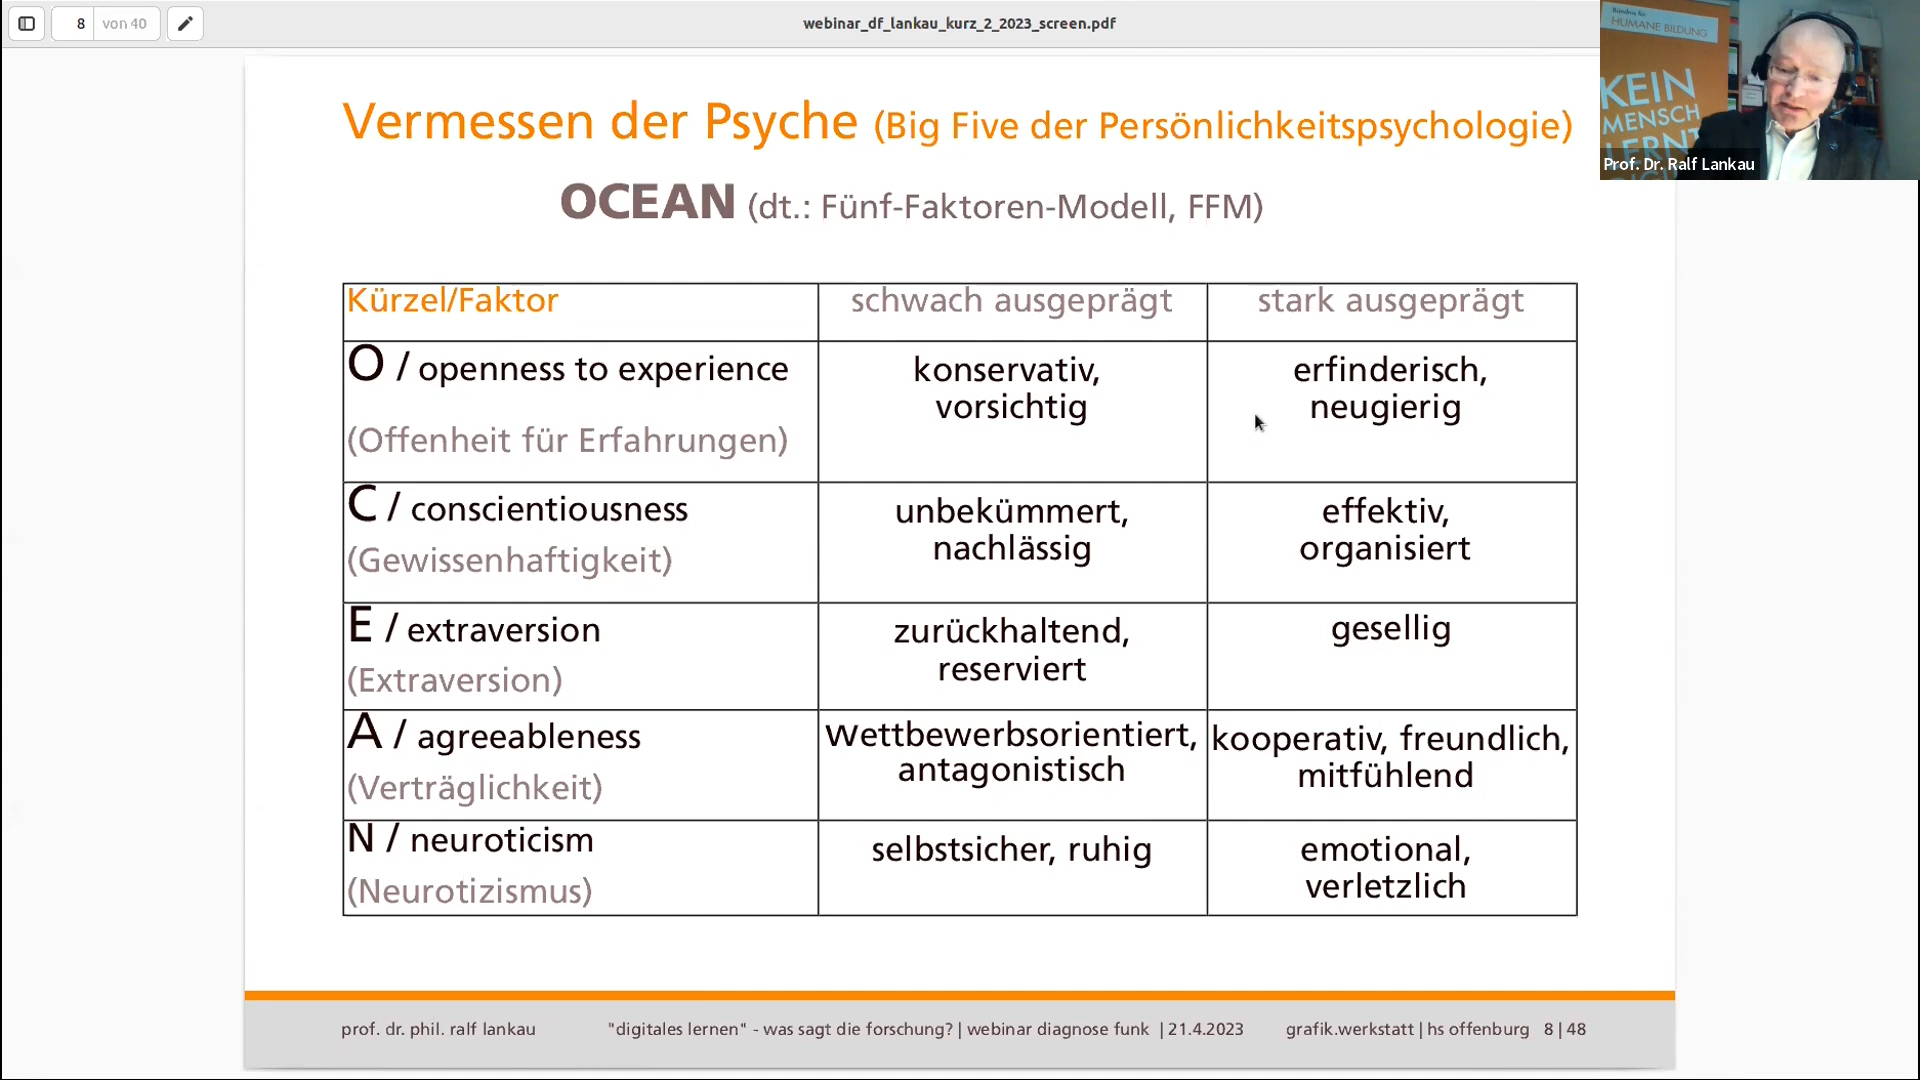 8 von 40
webinar_df_lankau_kurz_2_2023_screen.pdf
Bündnis für
HUMANE BILDUNG
KEIN
MENSCH
LERNT
Prof. Dr. Ralf Lankau
Vermessen der Psyche (Big Five der Persönlichkeitspsychologie)
OCEAN (dt.: Fünf-Faktoren-Modell, FFM)
Kürzel/Faktor schwach ausgeprägt stark ausgeprägt
O / openness to experience
(Offenheit für Erfahrungen)
konservativ,
vorsichtig
erfinderisch,
neugierig
C / conscientiousness
(Gewissenhaftigkeit)
unbekümmert,
nachlässig
effektiv,
organisiert
E / extraversion
(Extraversion)
zurückhaltend,
reserviert
gesellig
A / agreeableness
(Verträglichkeit)
wettbewerbsorientiert,
antagonistisch
kooperativ, freundlich,
mitfühlend
N / neuroticism
(Neurotizismus)
selbstsicher, ruhig
emotional,
verletzlich
prof. dr. phil. ralf lankau "digitales lernen" - was sagt die forschung? | webinar diagnose funk | 21.4.2023 grafik.werkstatt | hs offenburg 8 | 48